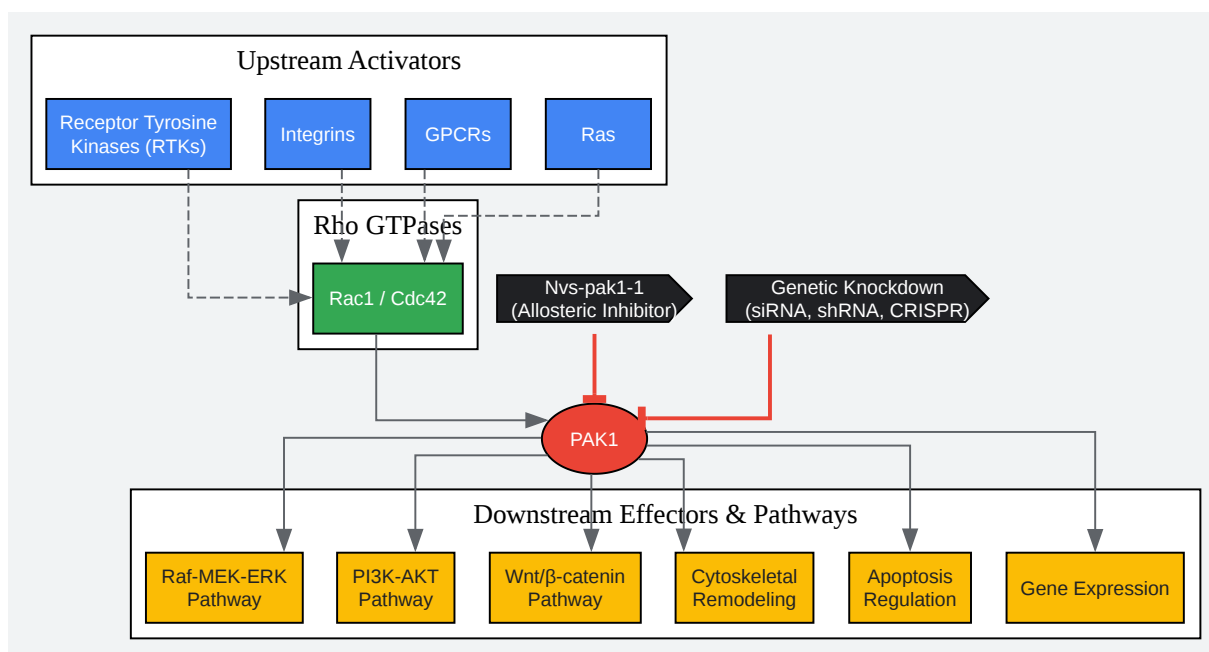 Upstream Activators
Receptor Tyrosine
Kinases (RTKs)
Integrins
GPCRs
Ras
Rho GTPases
Rac1 / Cdc42
Nvs-pak1-1
(Allosteric Inhibitor)
Genetic Knockdown
(siRNA, shRNA, CRISPR)
PAK1
Downstream Effectors & Pathways
Raf-MEK-ERK
Pathway
PI3K-AKT
Pathway
Wnt/β-catenin
Pathway
Cytoskeletal
Remodeling
Apoptosis
Regulation
Gene Expression